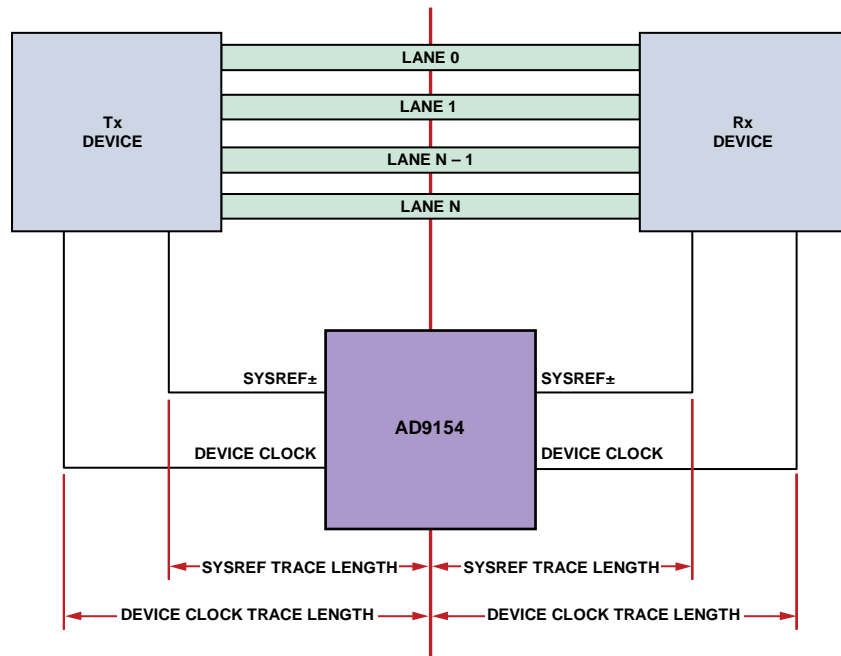 LANE 0
LANE 1
LANE N – 1
LANE N
Tx
DEVICE
Rx
DEVICE
SYSREF±
SYSREF±
AD9154
DEVICE CLOCK
DEVICE CLOCK
SYSREF TRACE LENGTH
SYSREF TRACE LENGTH
DEVICE CLOCK TRACE LENGTH
DEVICE CLOCK TRACE LENGTH